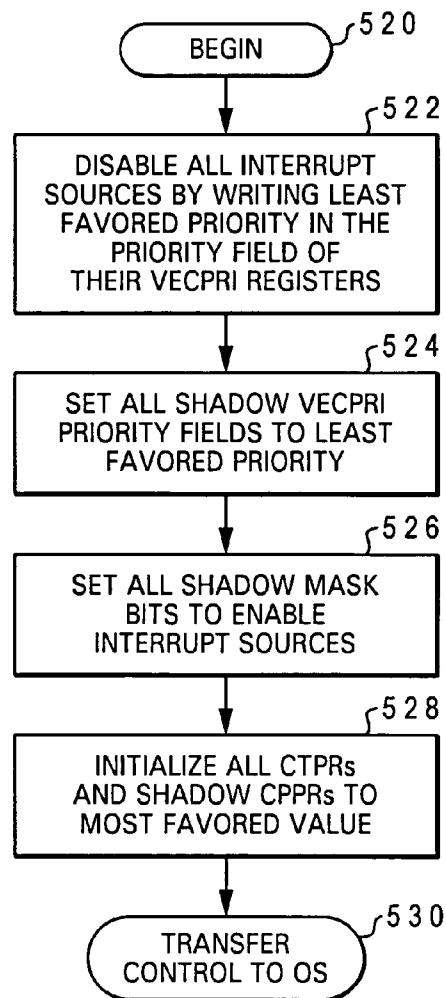 520
BEGIN
522
DISABLE ALL INTERRUPT
SOURCES BY WRITING LEAST
FAVORED PRIORITY IN THE
PRIORITY FIELD OF
THEIR VECPRI REGISTERS
524
SET ALL SHADOW VECPRI
PRIORITY FIELDS TO LEAST
FAVORED PRIORITY
526
SET ALL SHADOW MASK
BITS TO ENABLE
INTERRUPT SOURCES
528
INITIALIZE ALL CTPRs
AND SHADOW CPPRs TO
MOST FAVORED VALUE
530
TRANSFER
CONTROL TO OS